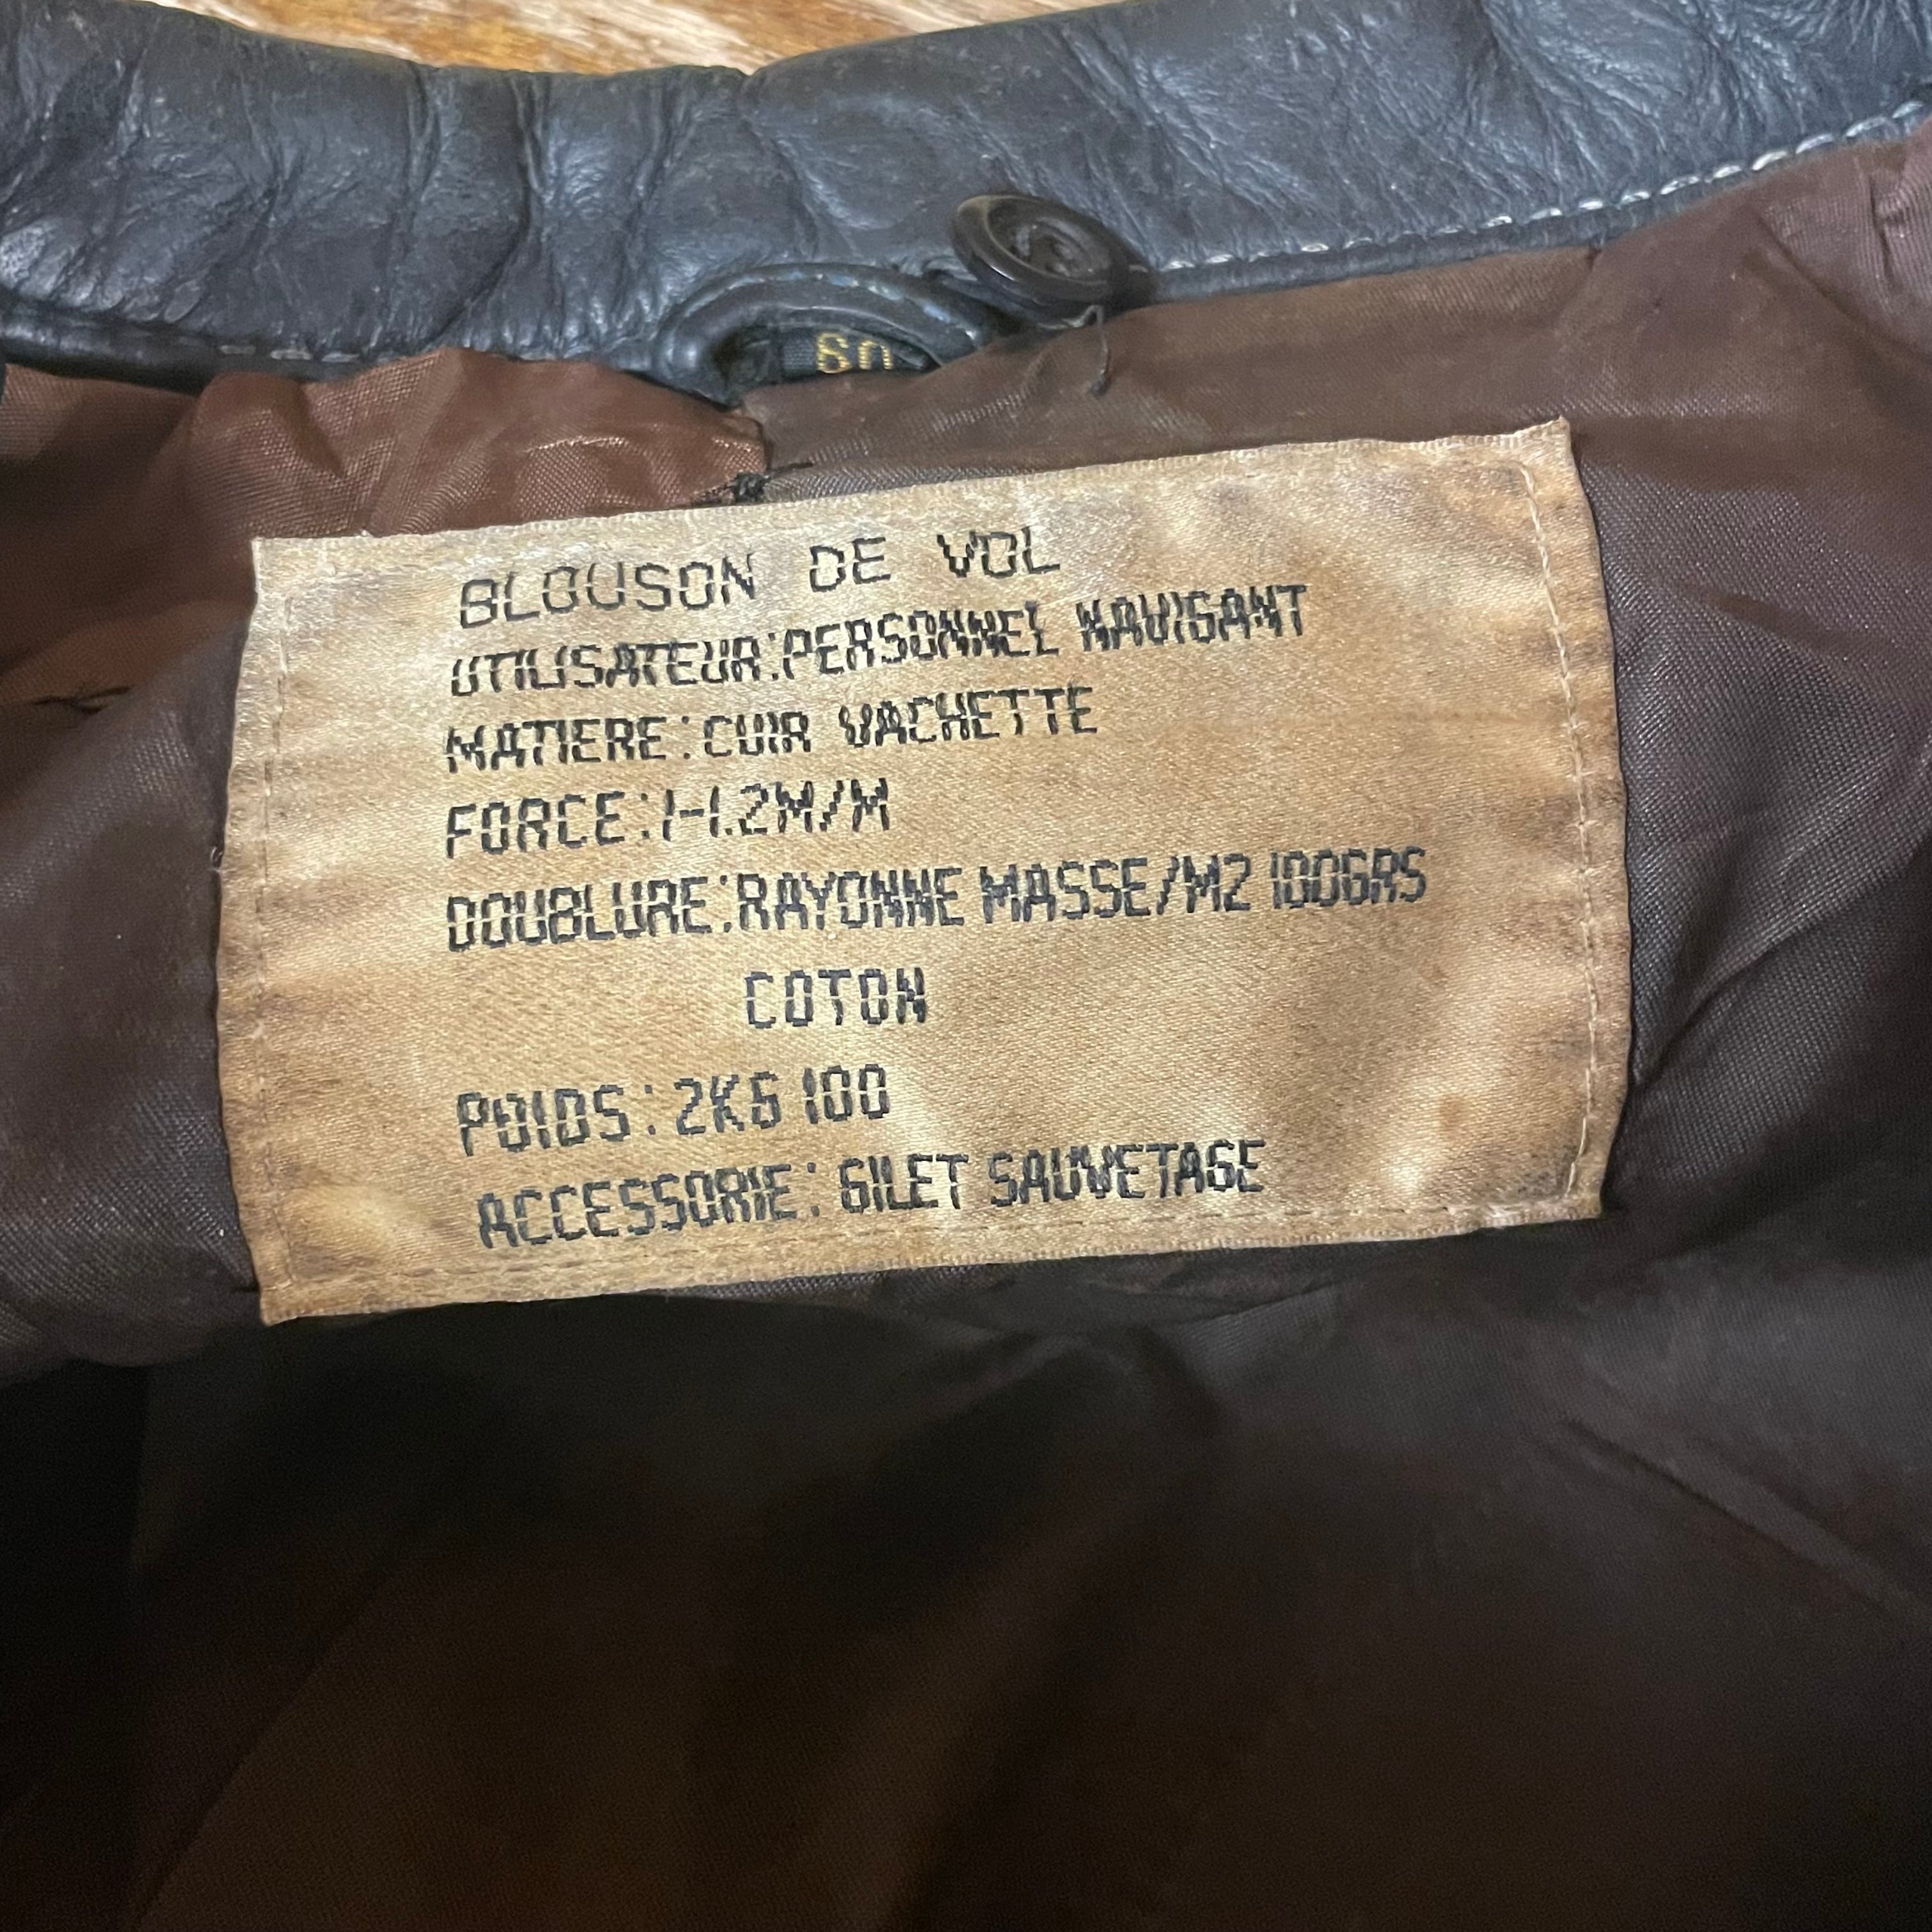 BLOUSON DE VOL
UTILISATEUR:PERSONNEL NAVIGANT
MATIERE:CUIR VACHETTE
FORCE:1-1.2M/M
DOUBLURE:RAYONNE MASSE/M2 100GRS
COTON
POIDS:2KG 100
ACCESSORIE: GILET SAUVETAGE